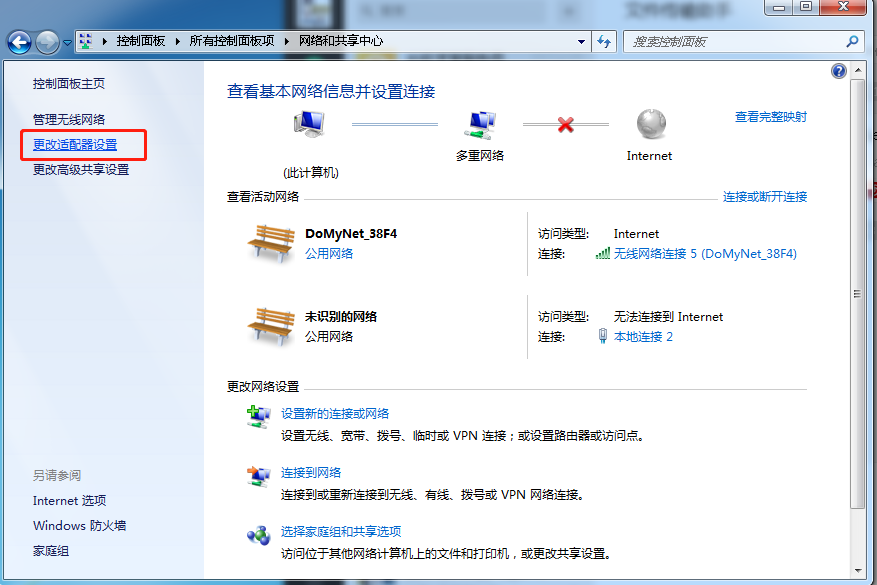 控制面板 ▸ 所有控制面板项 ▸ 网络和共享中心
搜索控制面板
控制面板主页
管理无线网络
更改适配器设置
更改高级共享设置
另请参阅
Internet 选项
Windows 防火墙
家庭组
查看基本网络信息并设置连接
查看完整映射
(此计算机)
多重网络
Internet
查看活动网络
连接或断开连接
DoMyNet_38F4
公用网络
访问类型: Internet
连接: 无线网络连接 5 (DoMyNet_38F4)
未识别的网络
公用网络
访问类型: 无法连接到 Internet
连接: 本地连接 2
更改网络设置
设置新的连接或网络
设置无线、宽带、拨号、临时或 VPN 连接；或设置路由器或访问点。
连接到网络
连接到或重新连接到无线、有线、拨号或 VPN 网络连接。
选择家庭组和共享选项
访问位于其他网络计算机上的文件和打印机，或更改共享设置。